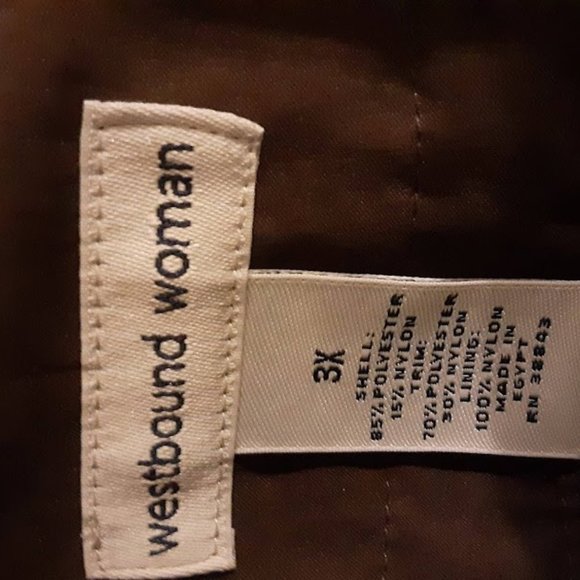 westbound woman
3X
SHELL:
85% POLYESTER
15% NYLON
TRIM:
70% POLYESTER
30% NYLON
LINING:
100% NYLON
MADE IN
EGYPT
RN 38843